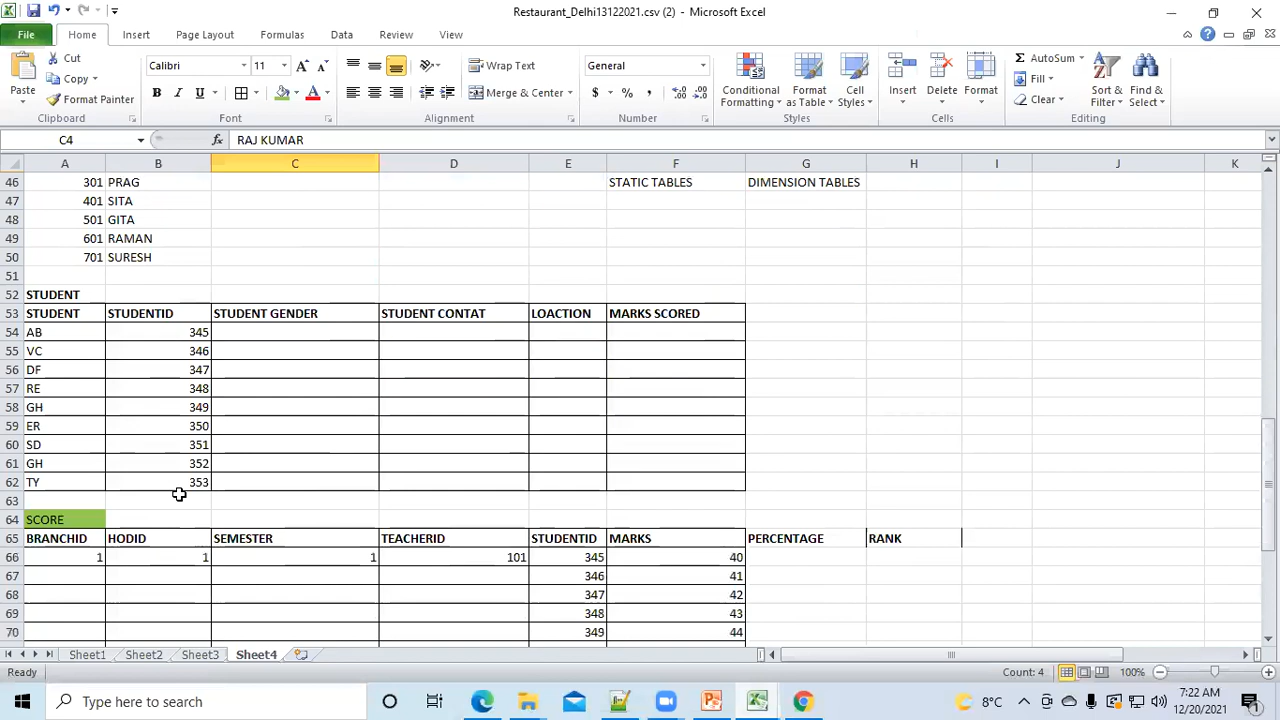 Restaurant_Delhi13122021.csv (2) - Microsoft Excel
File Home Insert Page Layout Formulas Data Review View
Paste
Cut
Copy
Format Painter
Clipboard
Calibri 11
B I U
Font
Wrap Text
Merge & Center
Alignment
General
$ % ,
Number
Conditional Formatting
Format as Table
Cell Styles
Styles
Insert Delete Format
Cells
AutoSum
Fill
Clear
Sort & Filter
Find & Select
Editing
C4 fx RAJ KUMAR
A B C D E F G H I J K
46 301 PRAG STATIC TABLES DIMENSION TABLES
47 401 SITA
48 501 GITA
49 601 RAMAN
50 701 SURESH
51
52 STUDENT
53 STUDENT STUDENTID STUDENT GENDER STUDENT CONTAT LOACTION MARKS SCORED
54 AB 345
55 VC 346
56 DF 347
57 RE 348
58 GH 349
59 ER 350
60 SD 351
61 GH 352
62 TY 353
63
64 SCORE
65 BRANCHID HODID SEMESTER TEACHERID STUDENTID MARKS PERCENTAGE RANK
66 1 1 1 101 345 40
67 346 41
68 347 42
69 348 43
70 349 44
Sheet1 Sheet2 Sheet3 Sheet4
Ready Count: 4 100%
Type here to search 8°C 7:22 AM
12/20/2021